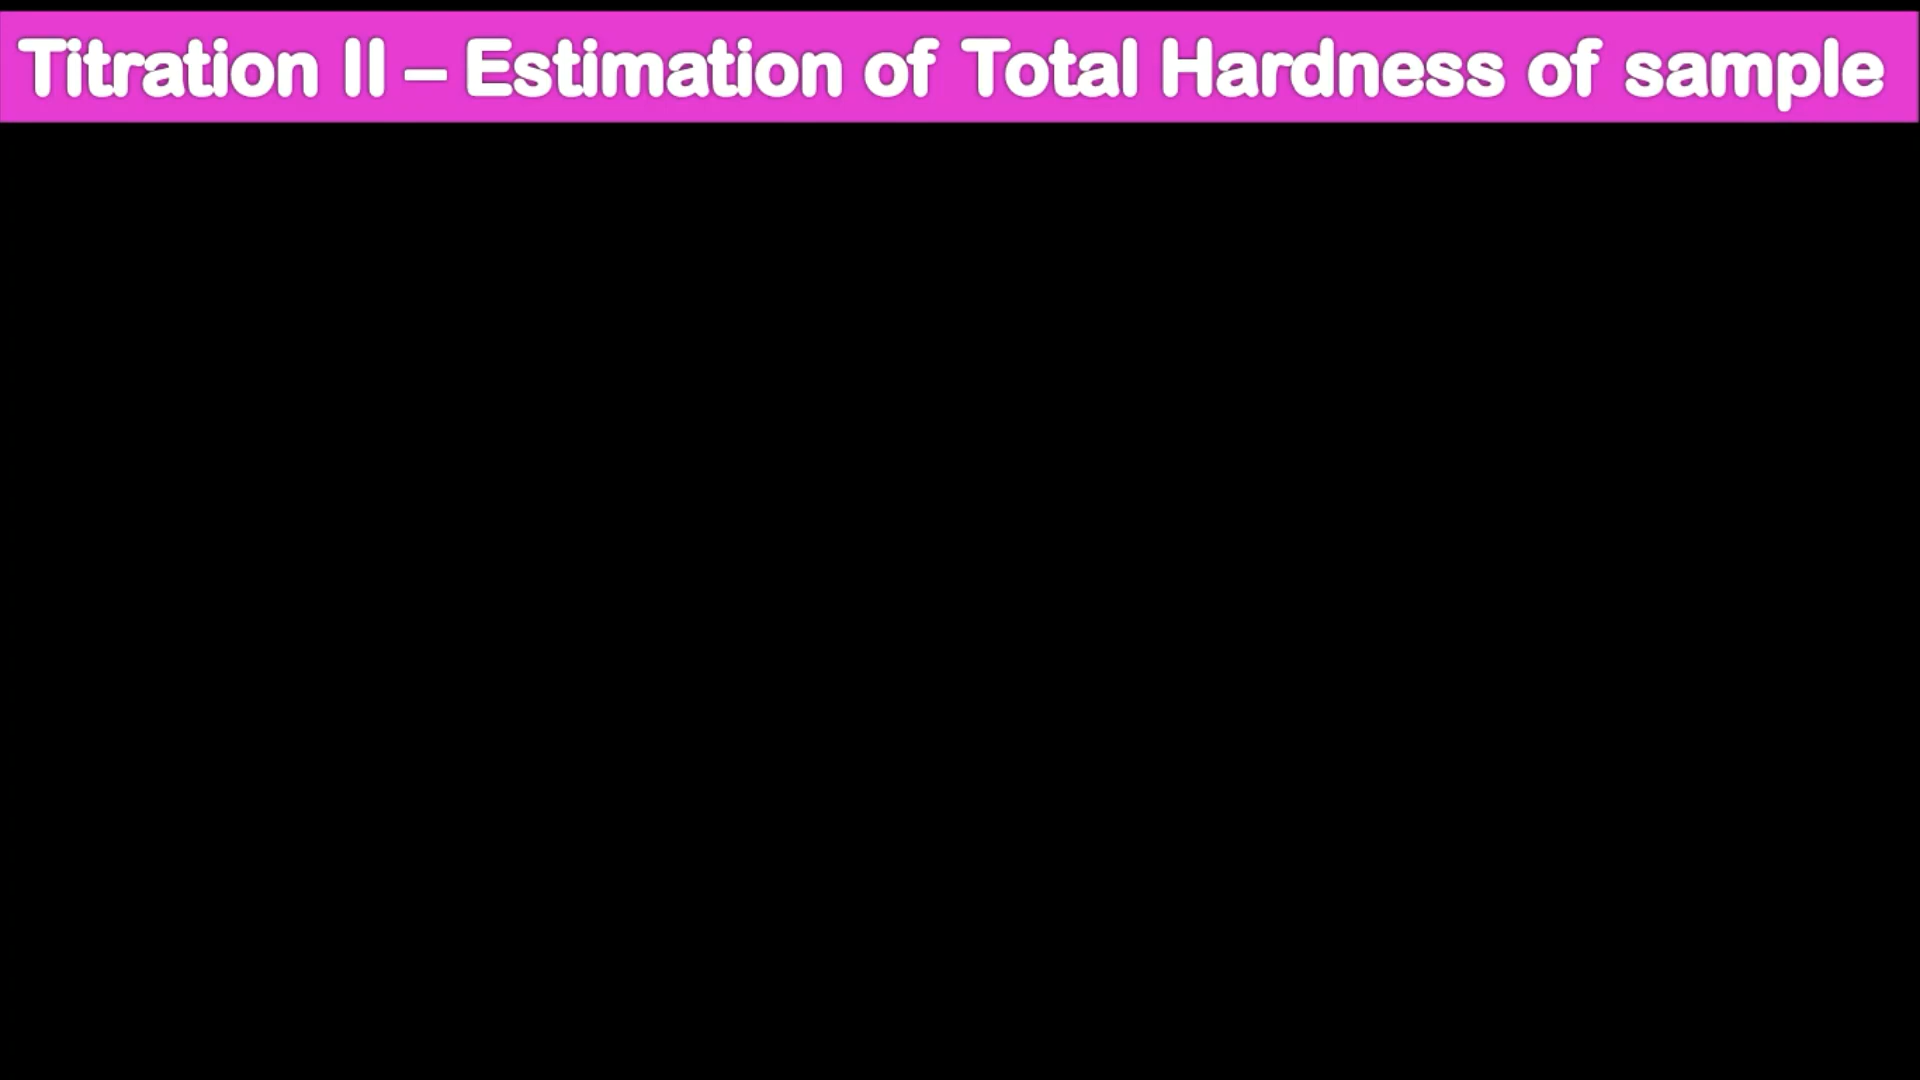 Titration II – Estimation of Total Hardness of sample